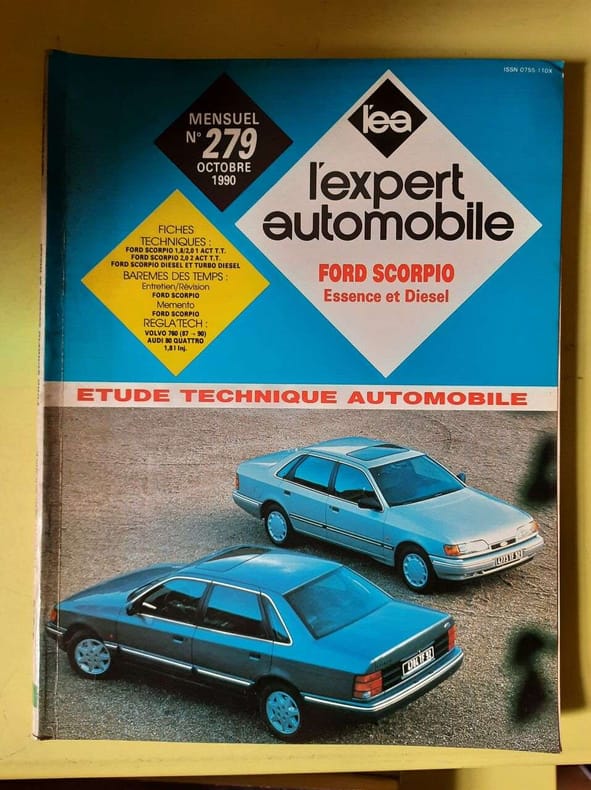 ISSN 0755 110X
MENSUEL
N° 279
OCTOBRE
1990
l'ea
l'expert
automobile
FORD SCORPIO
Essence et Diesel
FICHES
TECHNIQUES :
FORD SCORPIO 1,8/2,0 1 ACT T.T.
FORD SCORPIO 2,0 2 ACT T.T.
FORD SCORPIO DIESEL ET TURBO DIESEL
BAREMES DES TEMPS :
Entretien/Révision
FORD SCORPIO
Memento
FORD SCORPIO
REGLATECH :
VOLVO 760 (87 → 90)
AUDI 80 QUATTRO
1,8 l Inj.
ETUDE TECHNIQUE AUTOMOBILE